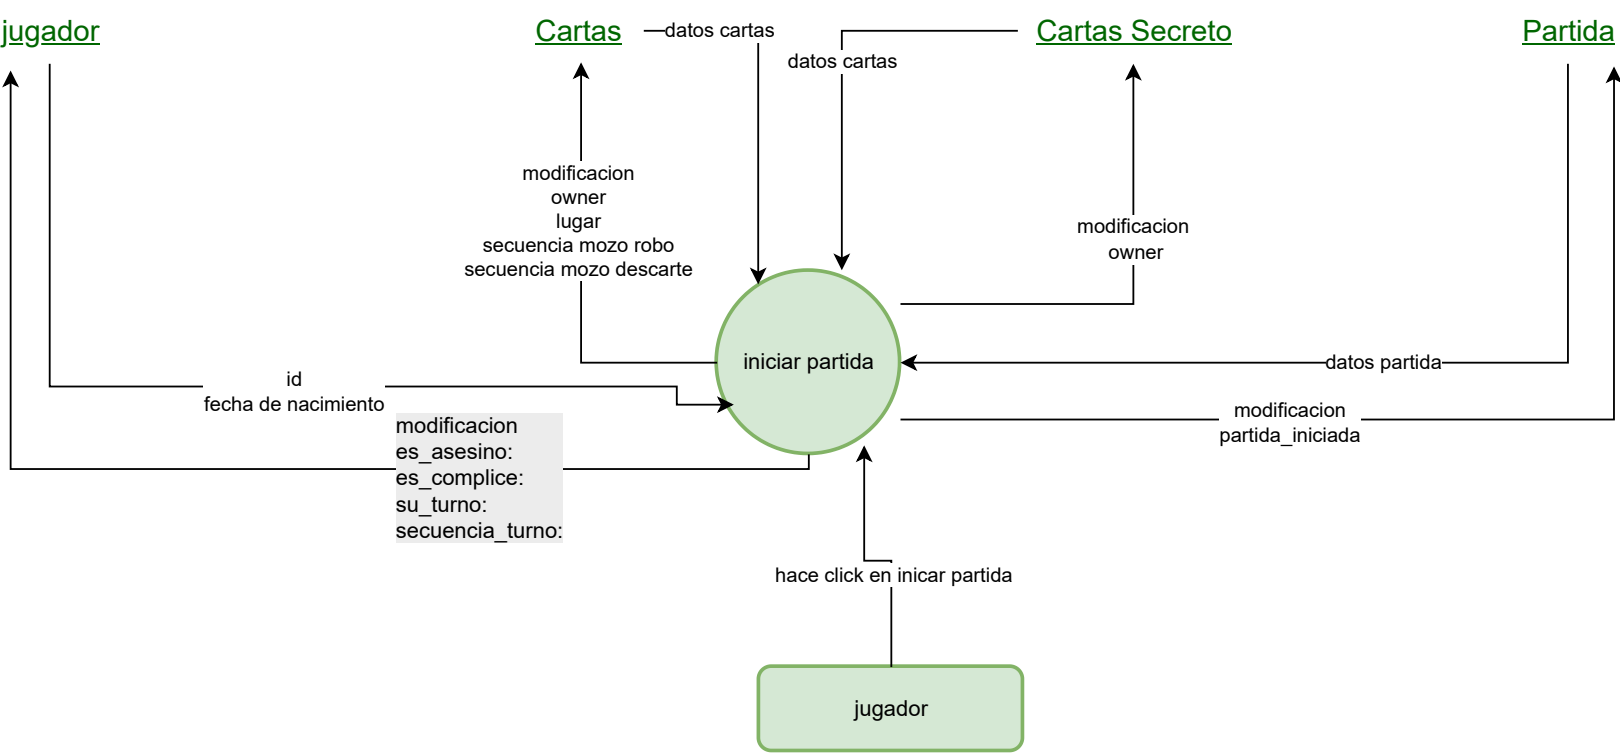 jugador
Cartas
datos cartas
Cartas Secreto
Partida
datos cartas
modificacion
owner
lugar
secuencia mozo robo
secuencia mozo descarte
modificacion
owner
iniciar partida
datos partida
id
fecha de nacimiento
modificacion
partida_iniciada
modificacion
es_asesino:
es_complice:
su_turno:
secuencia_turno:
hace click en inicar partida
jugador